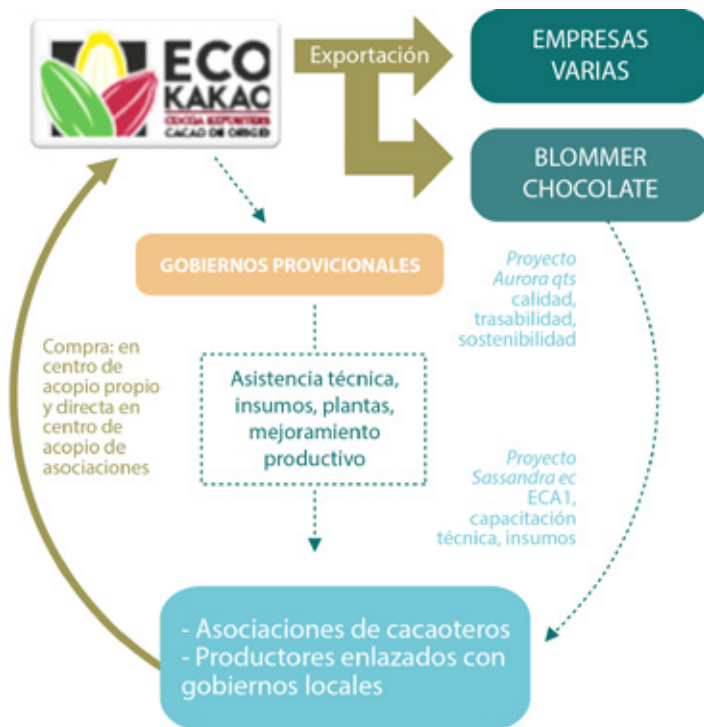 ECO
KAKAO
COCOA EXPORTERS
CACAO DE ORIGEN
Exportación
EMPRESAS
VARIAS
BLOMMER
CHOCOLATE
GOBIERNOS PROVICIONALES
Proyecto
Aurora qts
calidad,
trasabilidad,
sostenibilidad
Compra: en
centro de
acopio propio
y directa en
centro de
acopio de
asociaciones
Asistencia técnica,
insumos, plantas,
mejoramiento
productivo
Proyecto
Sassandra ec
ECA1,
capacitación
técnica, insumos
- Asociaciones de cacaoteros
- Productores enlazados con
gobiernos locales